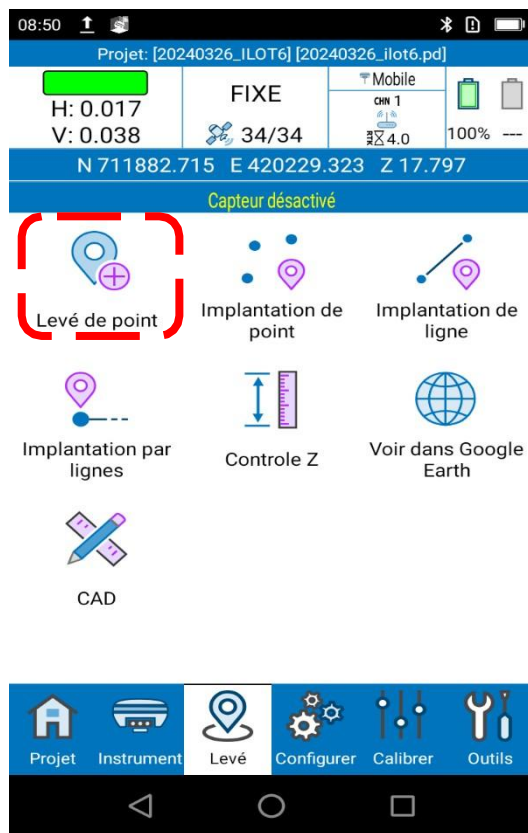 08:50
Projet: [20240326_ILOT6] [20240326_ilot6.pd]
H: 0.017
V: 0.038
FIXE
34/34
Mobile
CHN 1
RTK 4.0
100% ---
N 711882.715 E 420229.323 Z 17.797
Capteur désactivé
Levé de point
Implantation de
point
Implantation de
ligne
Implantation par
lignes
Controle Z
Voir dans Google
Earth
CAD
Projet Instrument Levé Configurer Calibrer Outils